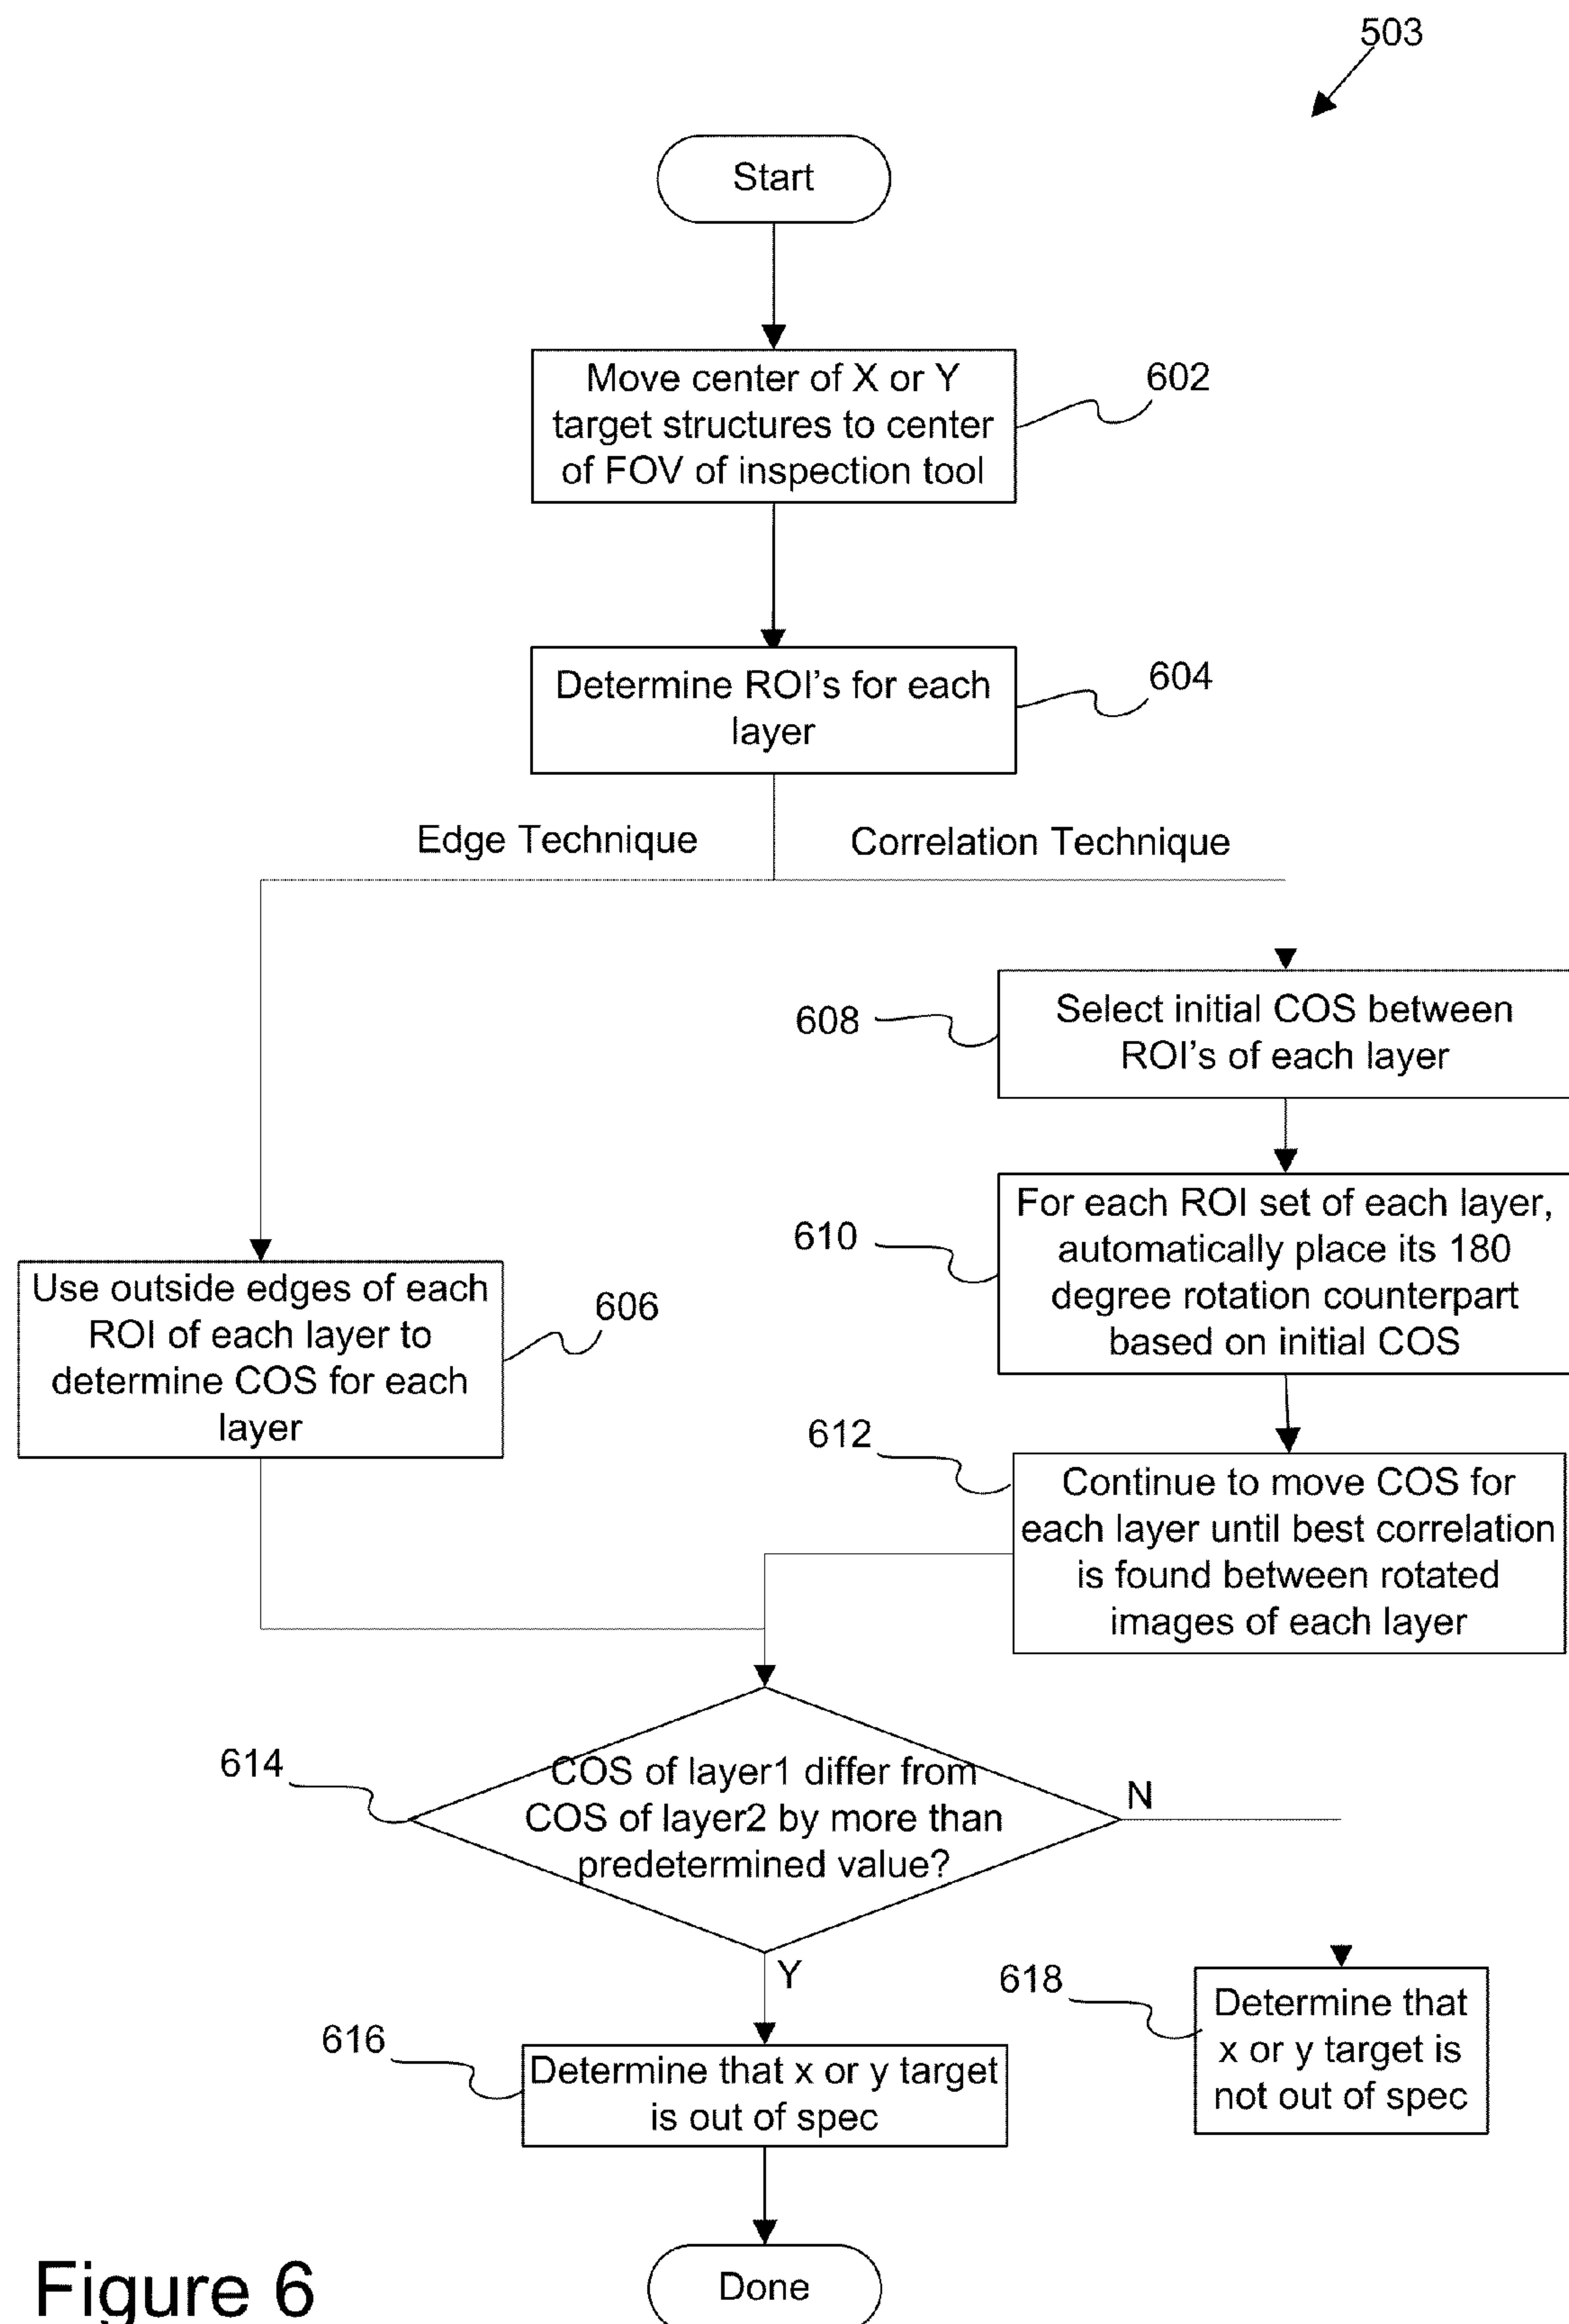 503
Start
Move center of X or Y
target structures to center
of FOV of inspection tool
602
Determine ROI's for each
layer
604
Edge Technique
Correlation Technique
608
Select initial COS between
ROI's of each layer
610
For each ROI set of each layer,
automatically place its 180
degree rotation counterpart
based on initial COS
Use outside edges of each
ROI of each layer to
determine COS for each
layer
606
612
Continue to move COS for
each layer until best correlation
is found between rotated
images of each layer
614
COS of layer1 differ from
COS of layer2 by more than
predetermined value?
N
Y
618
Determine that
x or y target is
not out of spec
616
Determine that x or y target
is out of spec
Done
Figure 6